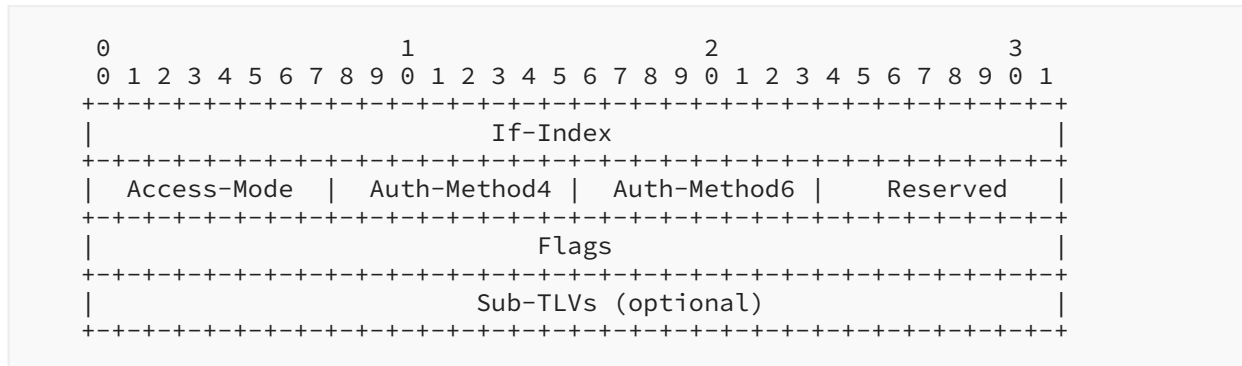 0                   1                   2                   3
 0 1 2 3 4 5 6 7 8 9 0 1 2 3 4 5 6 7 8 9 0 1 2 3 4 5 6 7 8 9 0 1
+-+-+-+-+-+-+-+-+-+-+-+-+-+-+-+-+-+-+-+-+-+-+-+-+-+-+-+-+-+-+-+-+
|                          If-Index                             |
+-+-+-+-+-+-+-+-+-+-+-+-+-+-+-+-+-+-+-+-+-+-+-+-+-+-+-+-+-+-+-+-+
|  Access-Mode  |  Auth-Method4 |  Auth-Method6 |    Reserved   |
+-+-+-+-+-+-+-+-+-+-+-+-+-+-+-+-+-+-+-+-+-+-+-+-+-+-+-+-+-+-+-+-+
|                             Flags                             |
+-+-+-+-+-+-+-+-+-+-+-+-+-+-+-+-+-+-+-+-+-+-+-+-+-+-+-+-+-+-+-+-+
|                         Sub-TLVs (optional)                   |
+-+-+-+-+-+-+-+-+-+-+-+-+-+-+-+-+-+-+-+-+-+-+-+-+-+-+-+-+-+-+-+-+